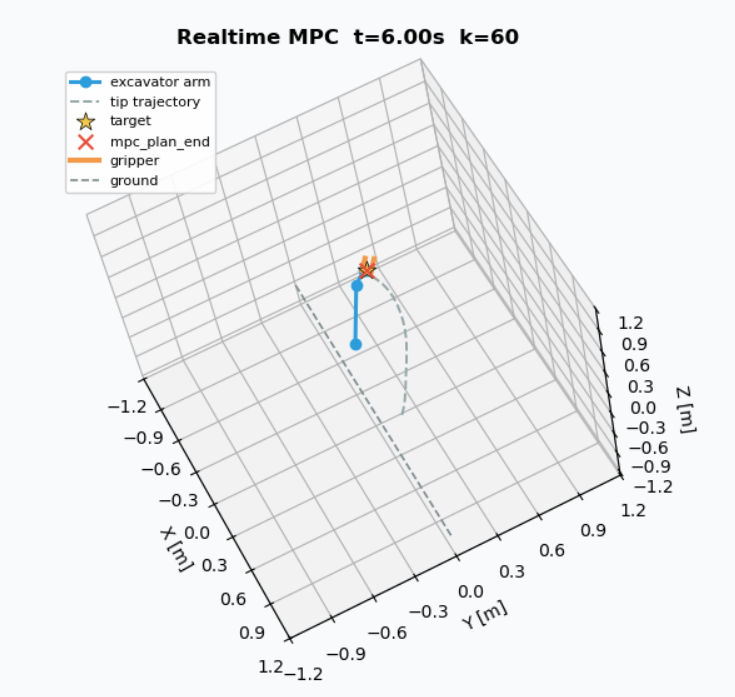 Realtime MPC  t=6.00s  k=60
excavator arm
tip trajectory
target
mpc_plan_end
gripper
ground
1.2
0.9
0.6
0.3
0.0
−0.3
−0.6
−0.9
−1.2
Z [m]
−1.2
−0.9
−0.6
−0.3
0.0
0.3
0.6
0.9
1.2
X [m]
−1.2
−0.9
−0.6
−0.3
0.0
0.3
0.6
0.9
1.2
Y [m]